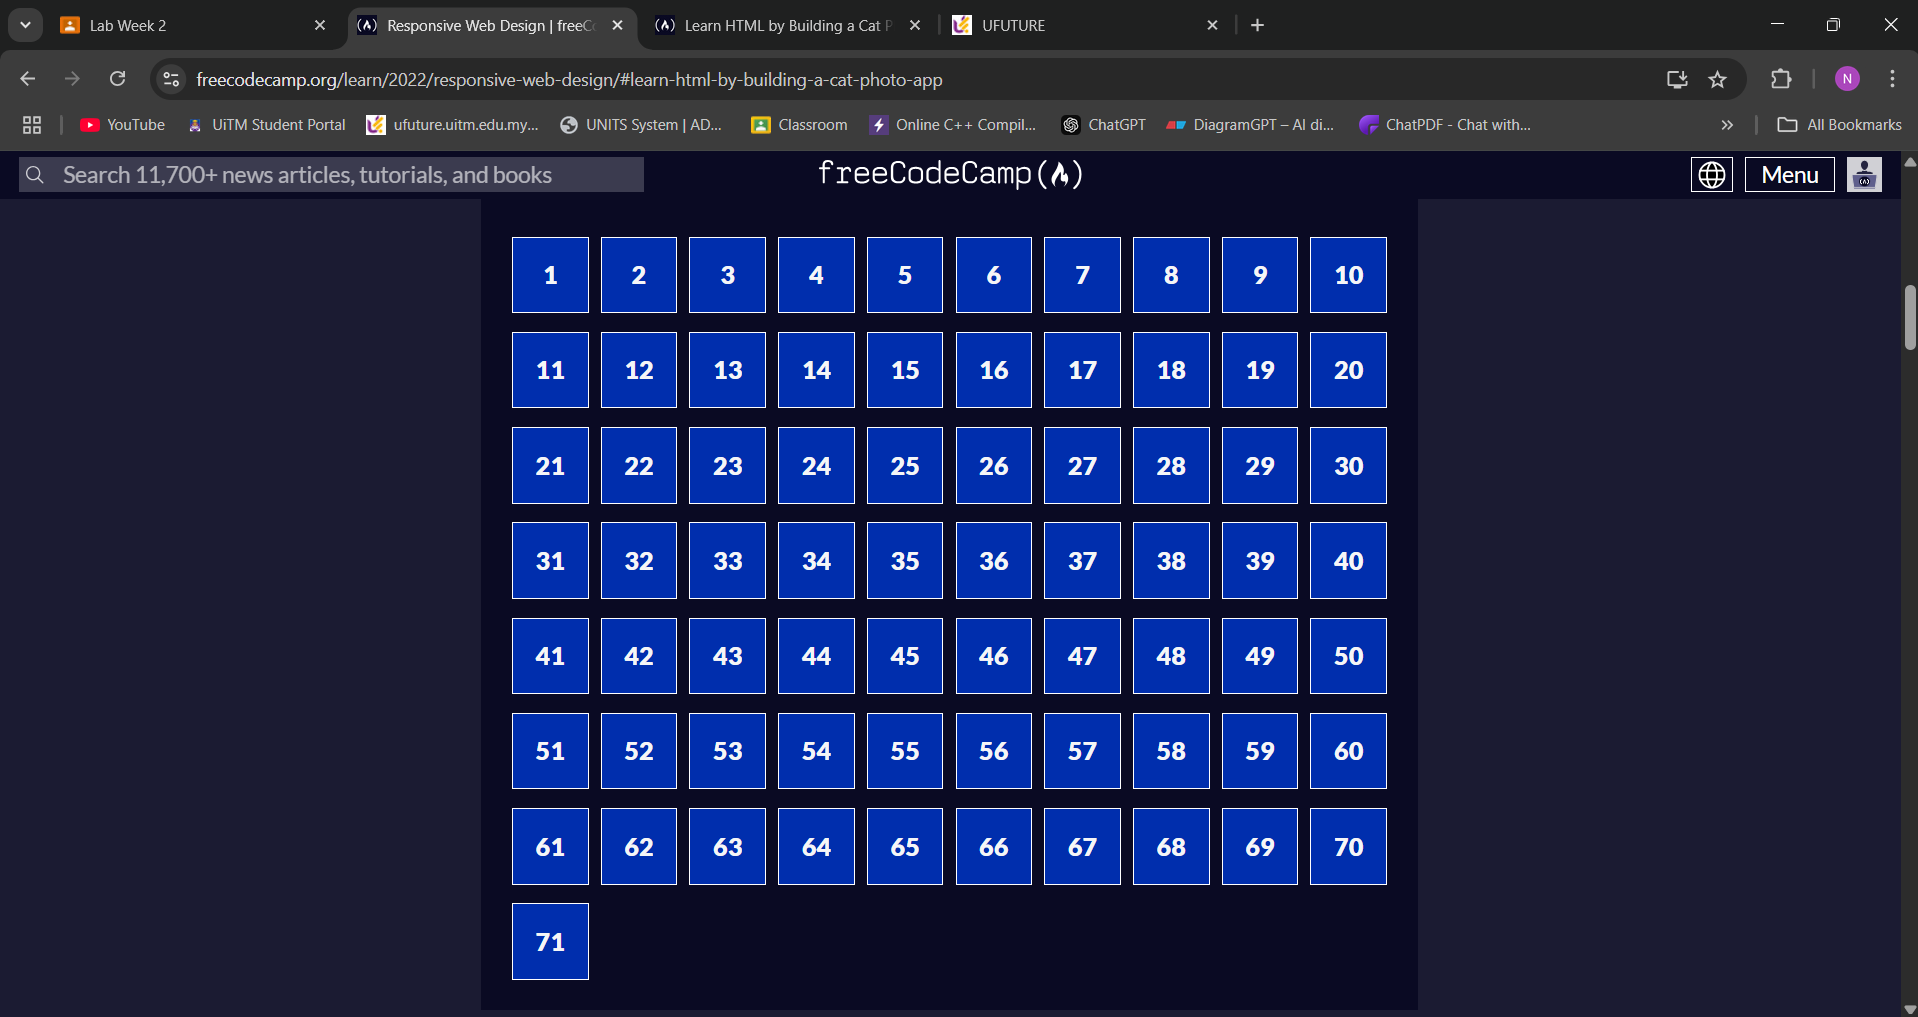 Lab Week 2
Responsive Web Design | freeC
Learn HTML by Building a Cat P
UFUTURE
freecodecamp.org/learn/2022/responsive-web-design/#learn-html-by-building-a-cat-photo-app
N
YouTube
UiTM Student Portal
ufuture.uitm.edu.my...
UNITS System | AD...
Classroom
Online C++ Compil...
ChatGPT
DiagramGPT – AI di...
ChatPDF - Chat with...
»
All Bookmarks
Search 11,700+ news articles, tutorials, and books
freeCodeCamp
Menu
1 2 3 4 5 6 7 8 9 10
11 12 13 14 15 16 17 18 19 20
21 22 23 24 25 26 27 28 29 30
31 32 33 34 35 36 37 38 39 40
41 42 43 44 45 46 47 48 49 50
51 52 53 54 55 56 57 58 59 60
61 62 63 64 65 66 67 68 69 70
71